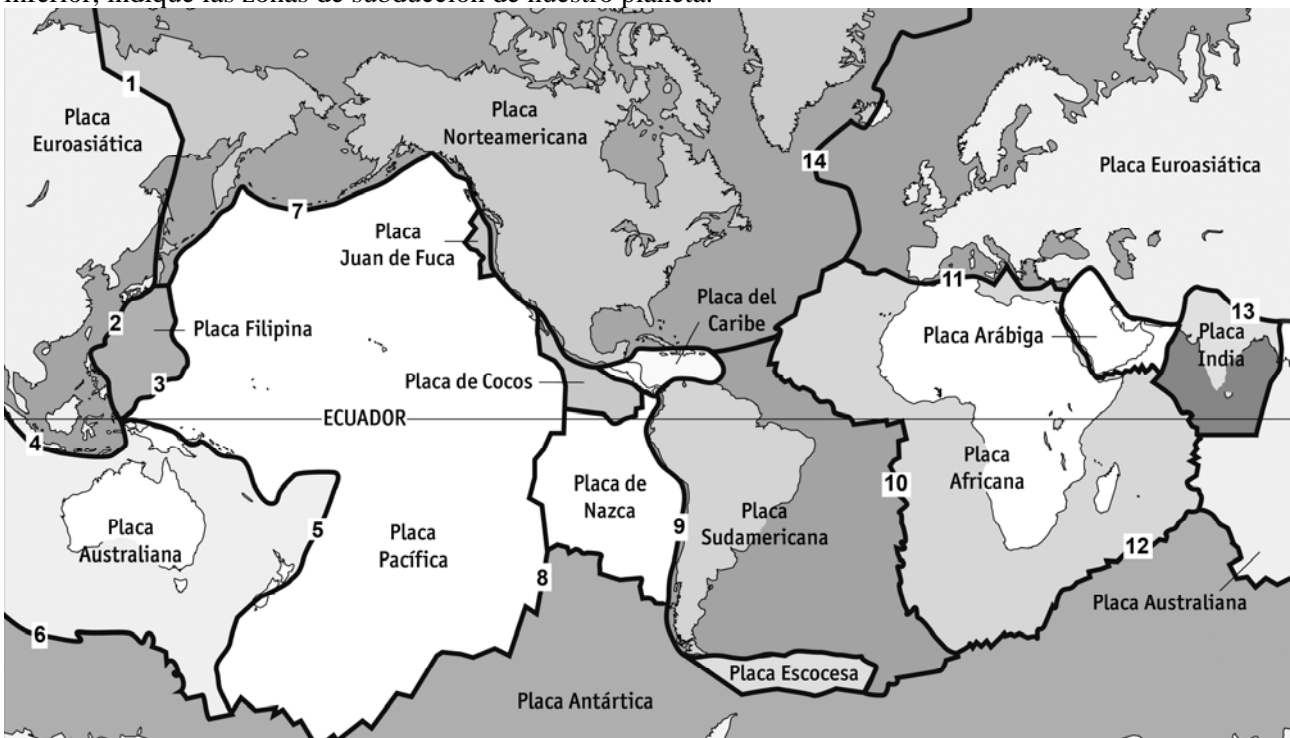 inferior, indique las zonas de subducción de nuestro planeta.
1
Placa
Euroasiática
Placa
Norteamericana
14
Placa Euroasiática
7
Placa
Juan de Fuca
11
2
Placa Filipina
Placa del
Caribe
Placa Arábiga
13
Placa
India
3
Placa de Cocos
ECUADOR
4
Placa
Australiana
5
Placa
Pacífica
Placa de
Nazca
9
Placa
Sudamericana
10
Placa
Africana
8
12
Placa Australiana
6
Placa Escocesa
Placa Antártica